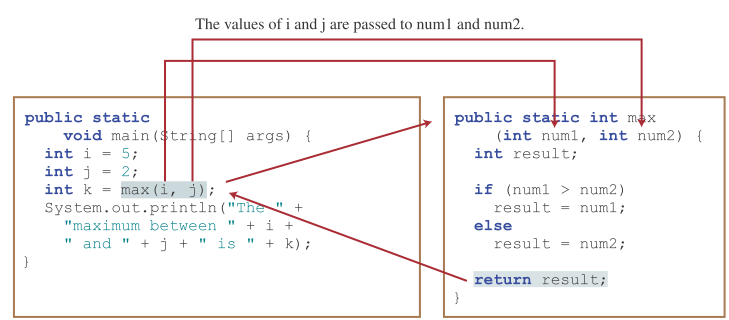 The values of i and j are passed to num1 and num2.
public static
void main(String[] args) {
int i = 5;
int j = 2;
int k = max(i, j);
System.out.println("The " +
"maximum between " + i +
" and " + j + " is " + k);
}
public static int max
(int num1, int num2) {
int result;
if (num1 > num2)
result = num1;
else
result = num2;
return result;
}